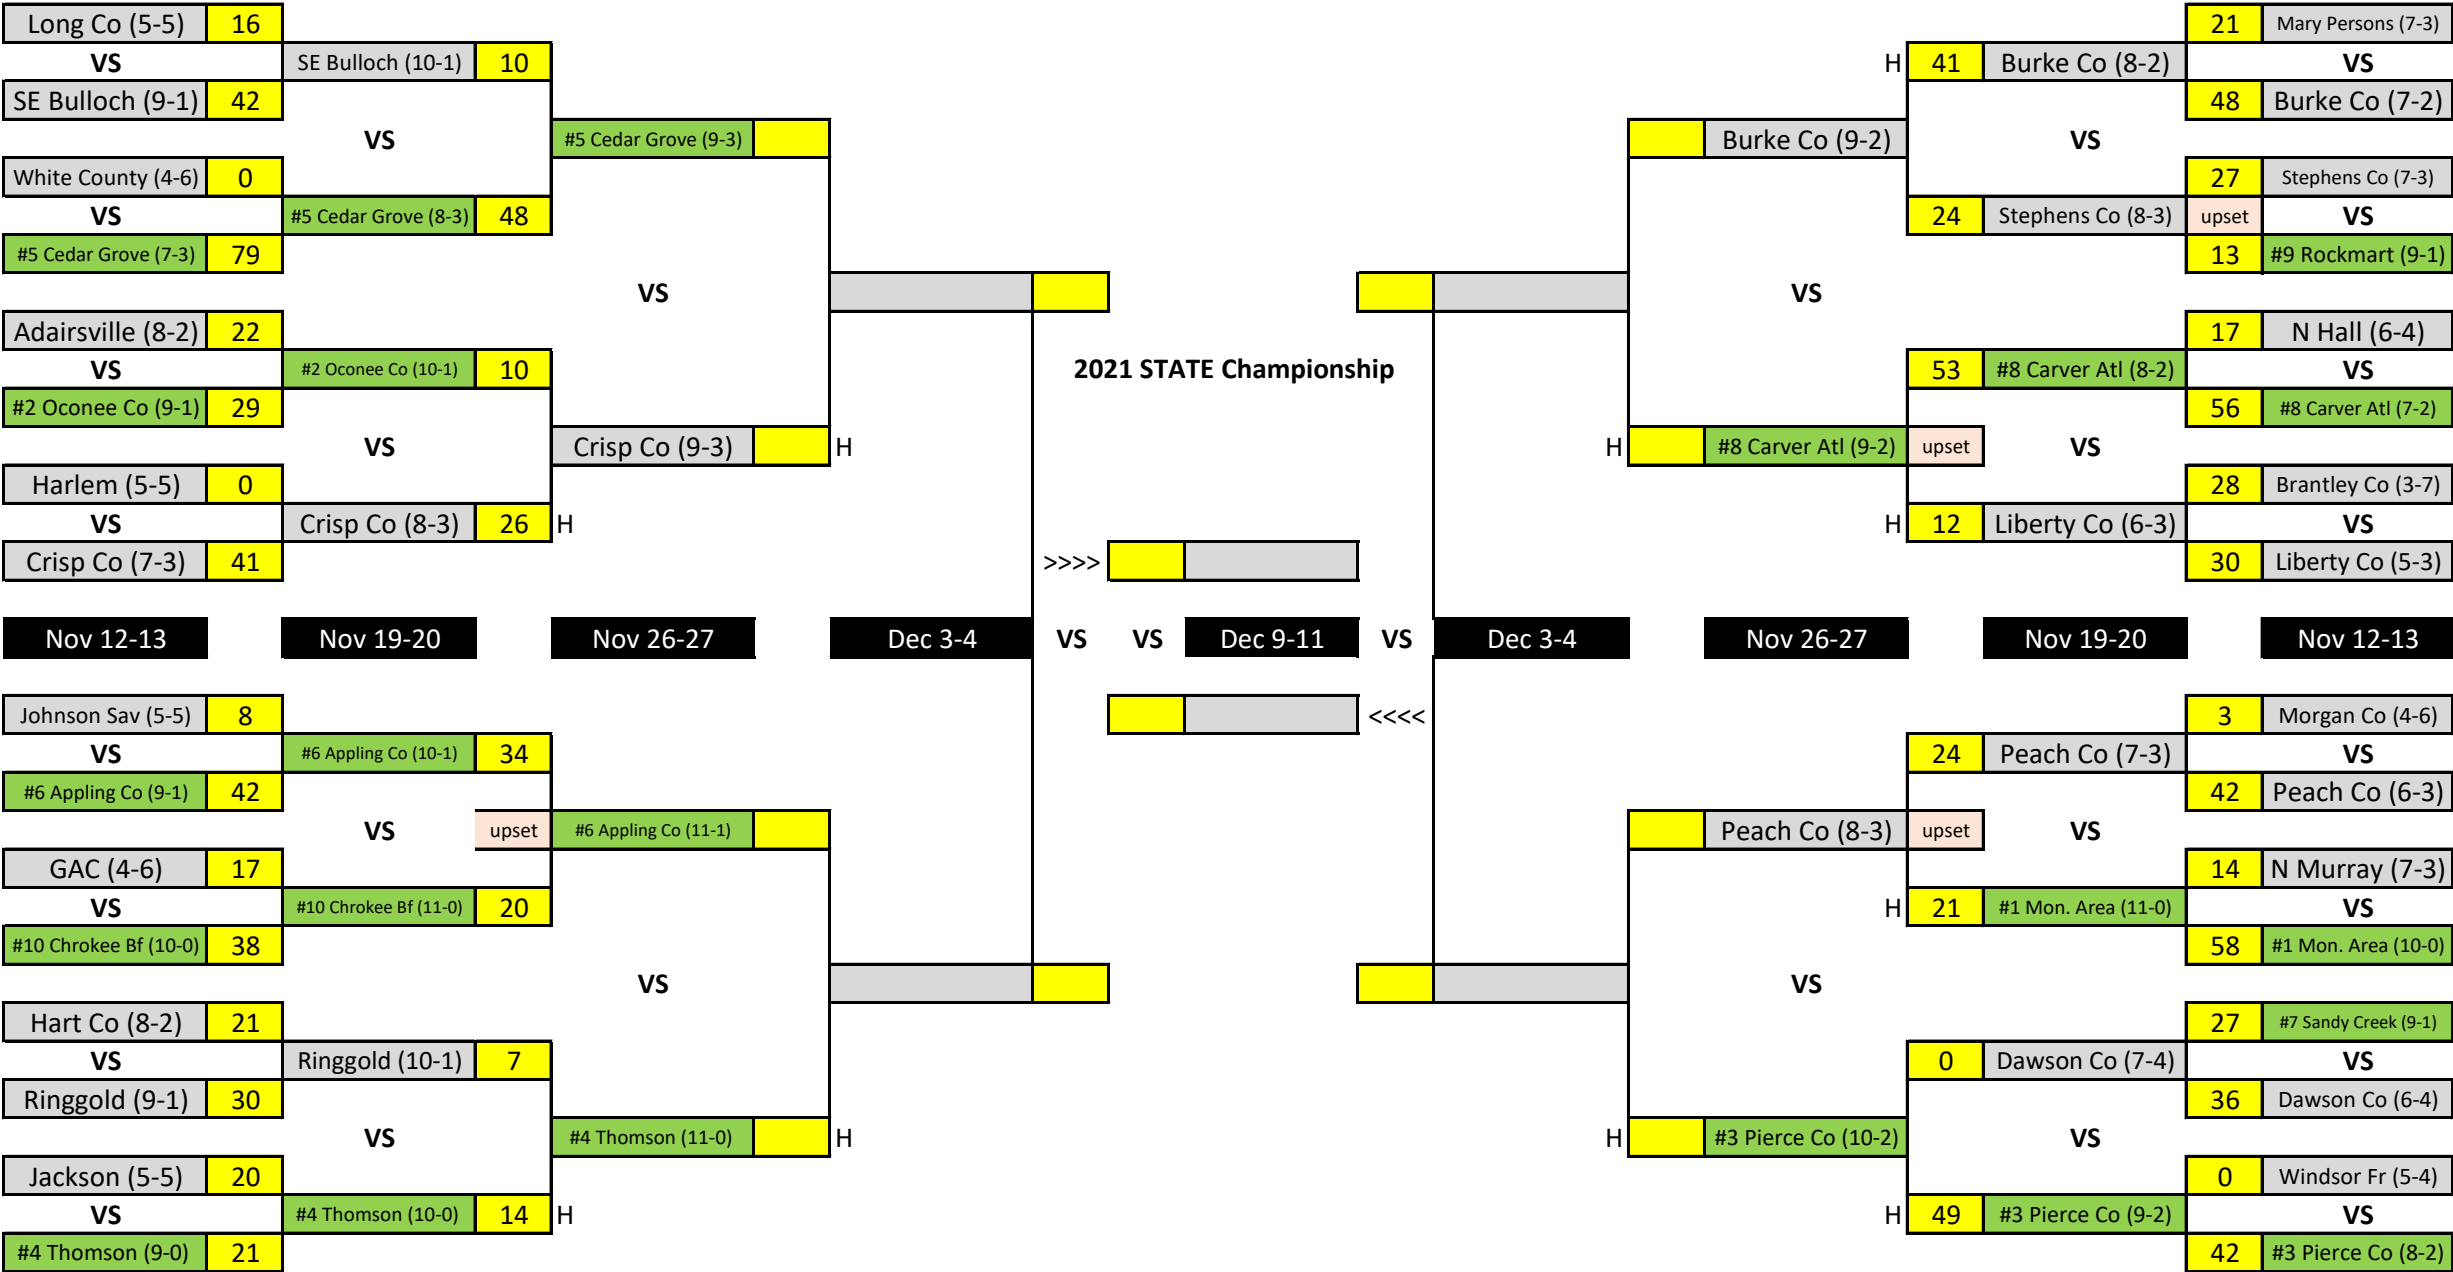 Long Co (5-5) 16
21 Mary Persons (7-3)
VS SE Bulloch (10-1) 10
H 41 Burke Co (8-2) VS
SE Bulloch (9-1) 42
48 Burke Co (7-2)
VS #5 Cedar Grove (9-3)
Burke Co (9-2) VS
White County (4-6) 0
27 Stephens Co (7-3)
VS #5 Cedar Grove (8-3) 48
24 Stephens Co (8-3) upset VS
#5 Cedar Grove (7-3) 79
13 #9 Rockmart (9-1)
VS
VS
Adairsville (8-2) 22
17 N Hall (6-4)
VS #2 Oconee Co (10-1) 10
2021 STATE Championship
53 #8 Carver Atl (8-2) VS
#2 Oconee Co (9-1) 29
56 #8 Carver Atl (7-2)
VS Crisp Co (9-3) H
H #8 Carver Atl (9-2) upset VS
Harlem (5-5) 0
28 Brantley Co (3-7)
VS Crisp Co (8-3) 26 H
H 12 Liberty Co (6-3) VS
Crisp Co (7-3) 41
>>>>
30 Liberty Co (5-3)
Nov 12-13 Nov 19-20 Nov 26-27 Dec 3-4 VS VS Dec 9-11 VS Dec 3-4 Nov 26-27 Nov 19-20 Nov 12-13
Johnson Sav (5-5) 8
<<<<
3 Morgan Co (4-6)
VS #6 Appling Co (10-1) 34
24 Peach Co (7-3) VS
#6 Appling Co (9-1) 42
42 Peach Co (6-3)
VS upset #6 Appling Co (11-1)
Peach Co (8-3) upset VS
GAC (4-6) 17
14 N Murray (7-3)
VS #10 Chrokee Bf (11-0) 20
H 21 #1 Mon. Area (11-0) VS
#10 Chrokee Bf (10-0) 38
58 #1 Mon. Area (10-0)
VS
VS
Hart Co (8-2) 21
27 #7 Sandy Creek (9-1)
VS Ringgold (10-1) 7
0 Dawson Co (7-4) VS
Ringgold (9-1) 30
36 Dawson Co (6-4)
VS #4 Thomson (11-0) H
H #3 Pierce Co (10-2) VS
Jackson (5-5) 20
0 Windsor Fr (5-4)
VS #4 Thomson (10-0) 14 H
H 49 #3 Pierce Co (9-2) VS
#4 Thomson (9-0) 21
42 #3 Pierce Co (8-2)